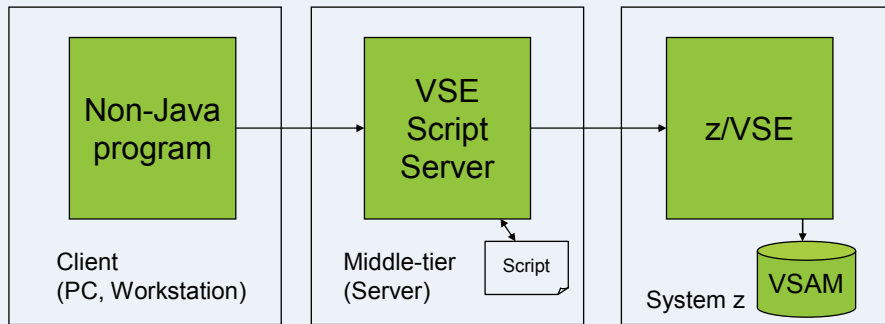 Non-Java
program
Client
(PC, Workstation)
VSE
Script
Server
Middle-tier
(Server)
Script
z/VSE
System z
VSAM